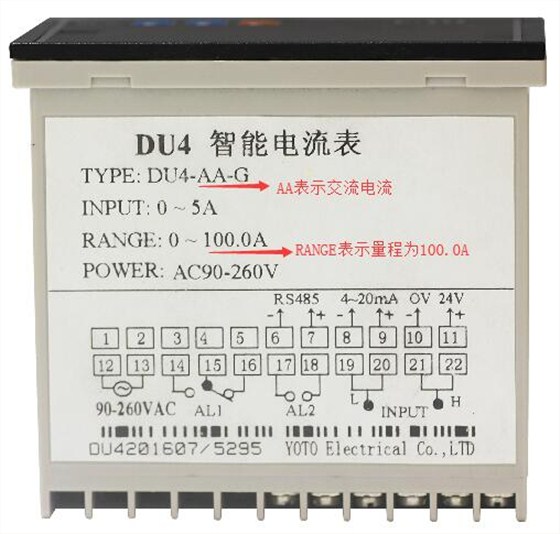 DU4 智能电流表
TYPE: DU4-AA-G
AA表示交流电流
INPUT: 0～5A
RANGE: 0～100.0A
RANGE表示量程为100.0A
POWER: AC90-260V
RS485 4~20mA 0V 24V
- + - +
1 2 3 4 5 6 7 8 9 10 11
12 13 14 15 16 17 18 19 20 21 22
L H
90-260VAC AL1 AL2 INPUT
DU4201607/5295 YOTO Electrical Co.,LTD